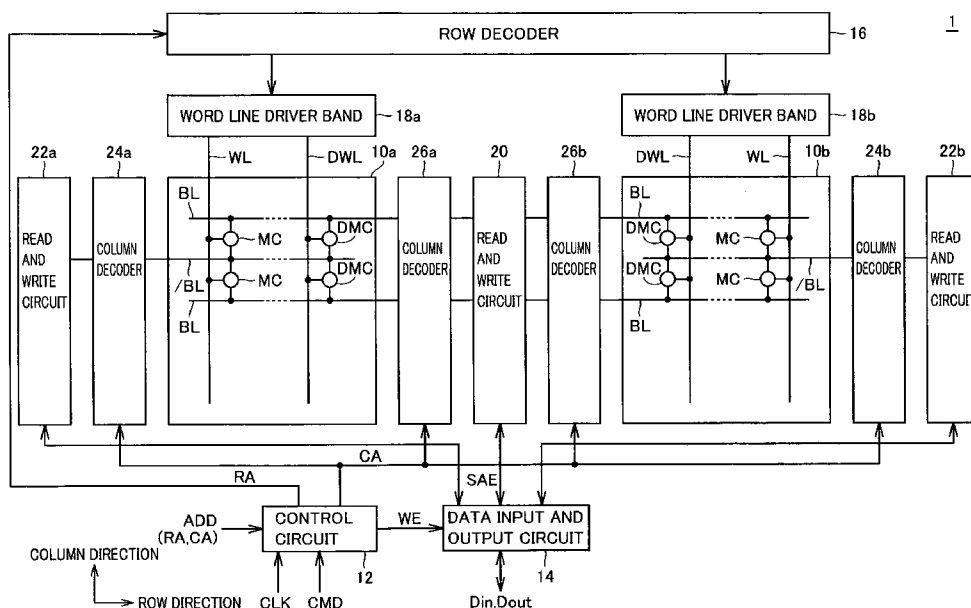 1
ROW DECODER
16
WORD LINE DRIVER BAND
18a
WORD LINE DRIVER BAND
18b
22a
24a
WL
DWL
10a
26a
20
26b
DWL
WL
10b
24b
22b
READ AND WRITE CIRCUIT
COLUMN DECODER
BL
MC
DMC
/BL
MC
DMC
BL
COLUMN DECODER
READ AND WRITE CIRCUIT
COLUMN DECODER
BL
DMC
MC
DMC
MC
/BL
BL
COLUMN DECODER
READ AND WRITE CIRCUIT
CA
RA
SAE
ADD
(RA,CA)
CONTROL
CIRCUIT
12
WE
DATA INPUT AND
OUTPUT CIRCUIT
14
COLUMN DIRECTION
ROW DIRECTION
CLK
CMD
Din.Dout